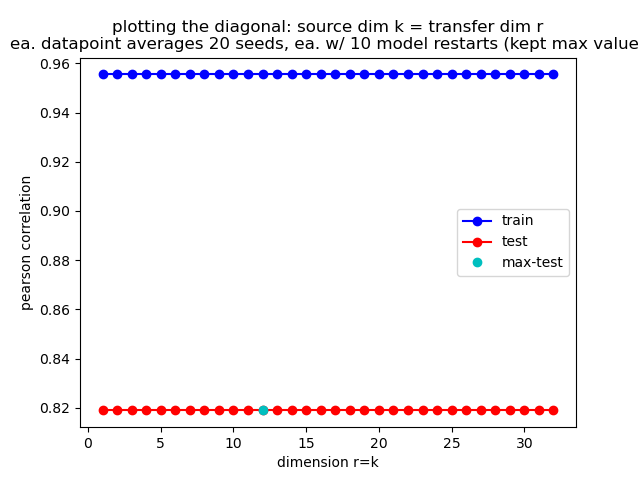 plotting the diagonal: source dim k = transfer dim r
ea. datapoint averages 20 seeds, ea. w/ 10 model restarts (kept max value
0.96
0.94
0.92
0.90
0.88
0.86
0.84
0.82
pearson correlation
train
test
max-test
0 5 10 15 20 25 30
dimension r=k